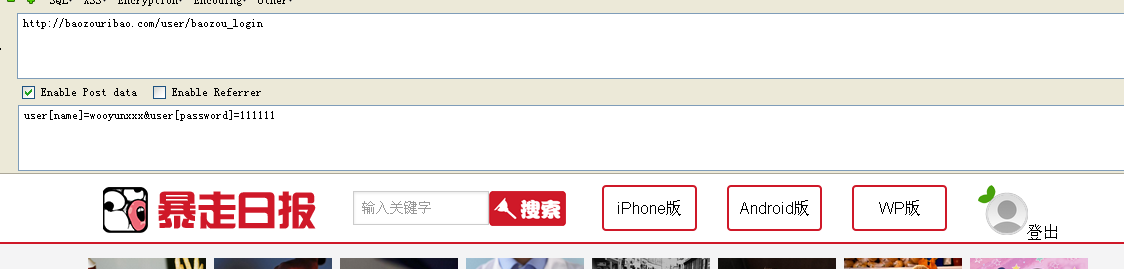 SQL▾ XSS▾ Encryption▾ Encoding▾ Other▾
http://baozouribao.com/user/baozou_login
Enable Post data Enable Referrer
user[name]=wooyunxxx&user[password]=111111
暴走日报 输入关键字 搜索 iPhone版 Android版 WP版 登出